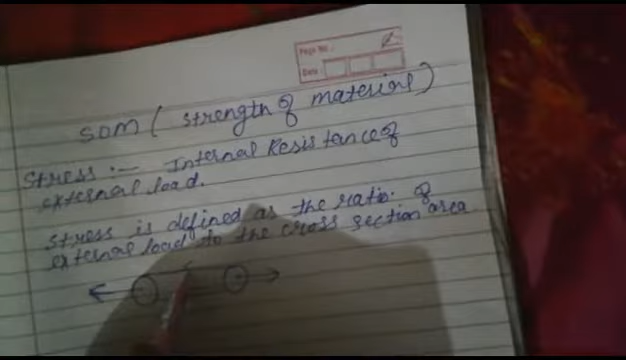 Page No.:
Date:
SOM ( strength of material )
Stress :- Internal Resistance of
external load.
stress is defined as the ratio of
external load to the cross section area